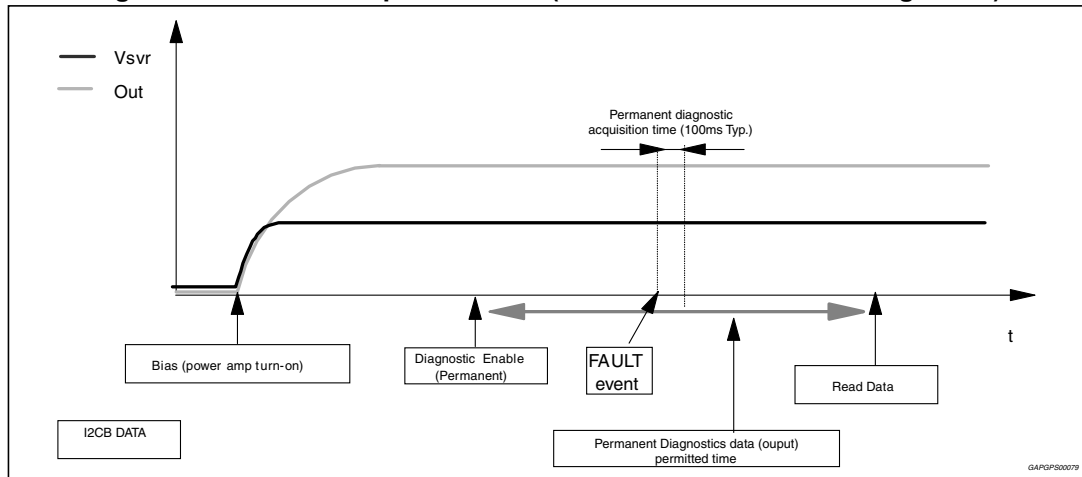 Vsvr
Out
Permanent diagnostic
acquisition time (100ms Typ.)
t
Bias (power amp turn-on)
Diagnostic Enable
(Permanent)
FAULT
event
Read Data
I2CB DATA
Permanent Diagnostics data (ouput)
permitted time
GAPGPS00079